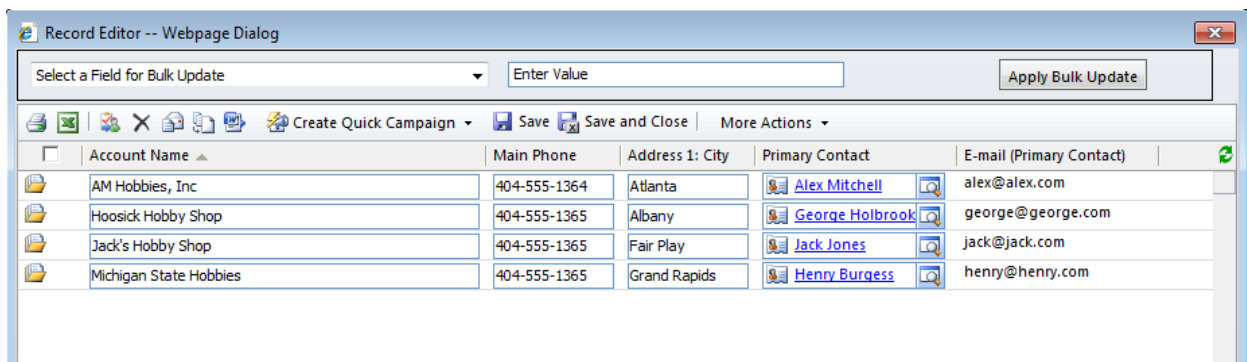 Record Editor -- Webpage Dialog
Select a Field for Bulk Update Enter Value Apply Bulk Update
Create Quick Campaign Save Save and Close More Actions
Account Name Main Phone Address 1: City Primary Contact E-mail (Primary Contact)
AM Hobbies, Inc 404-555-1364 Atlanta Alex Mitchell alex@alex.com
Hoosick Hobby Shop 404-555-1365 Albany George Holbrook george@george.com
Jack's Hobby Shop 404-555-1365 Fair Play Jack Jones jack@jack.com
Michigan State Hobbies 404-555-1365 Grand Rapids Henry Burgess henry@henry.com